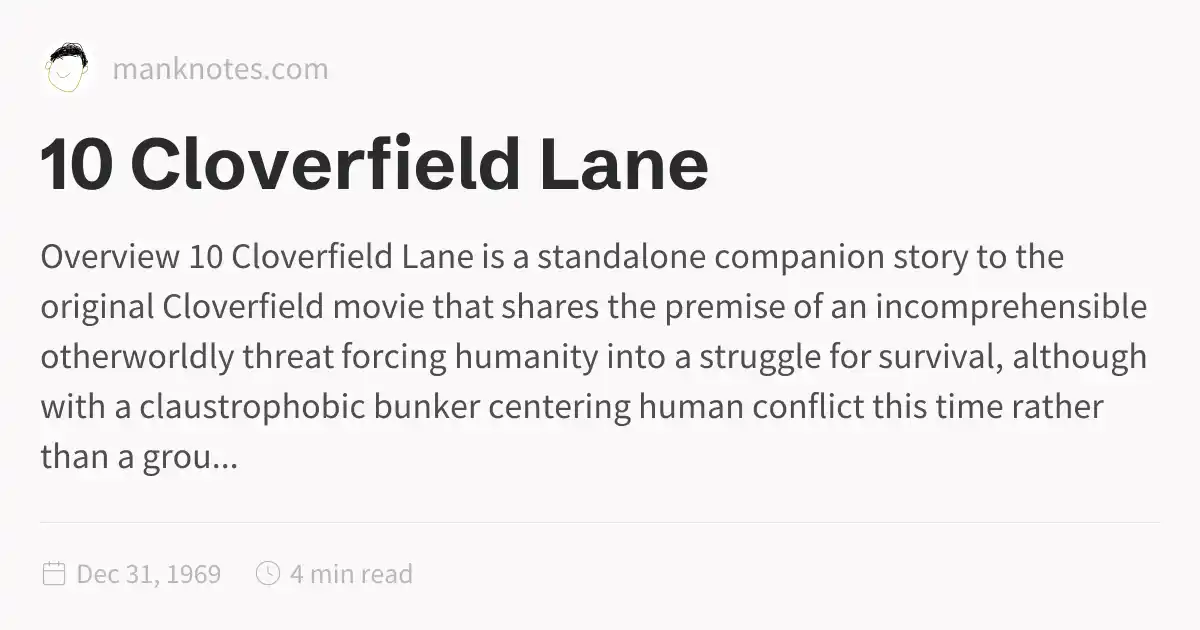 manknotes.com
10 Cloverfield Lane
Overview 10 Cloverfield Lane is a standalone companion story to the
original Cloverfield movie that shares the premise of an incomprehensible
otherworldly threat forcing humanity into a struggle for survival, although
with a claustrophobic bunker centering human conflict this time rather
than a grou...
Dec 31, 1969 4 min read